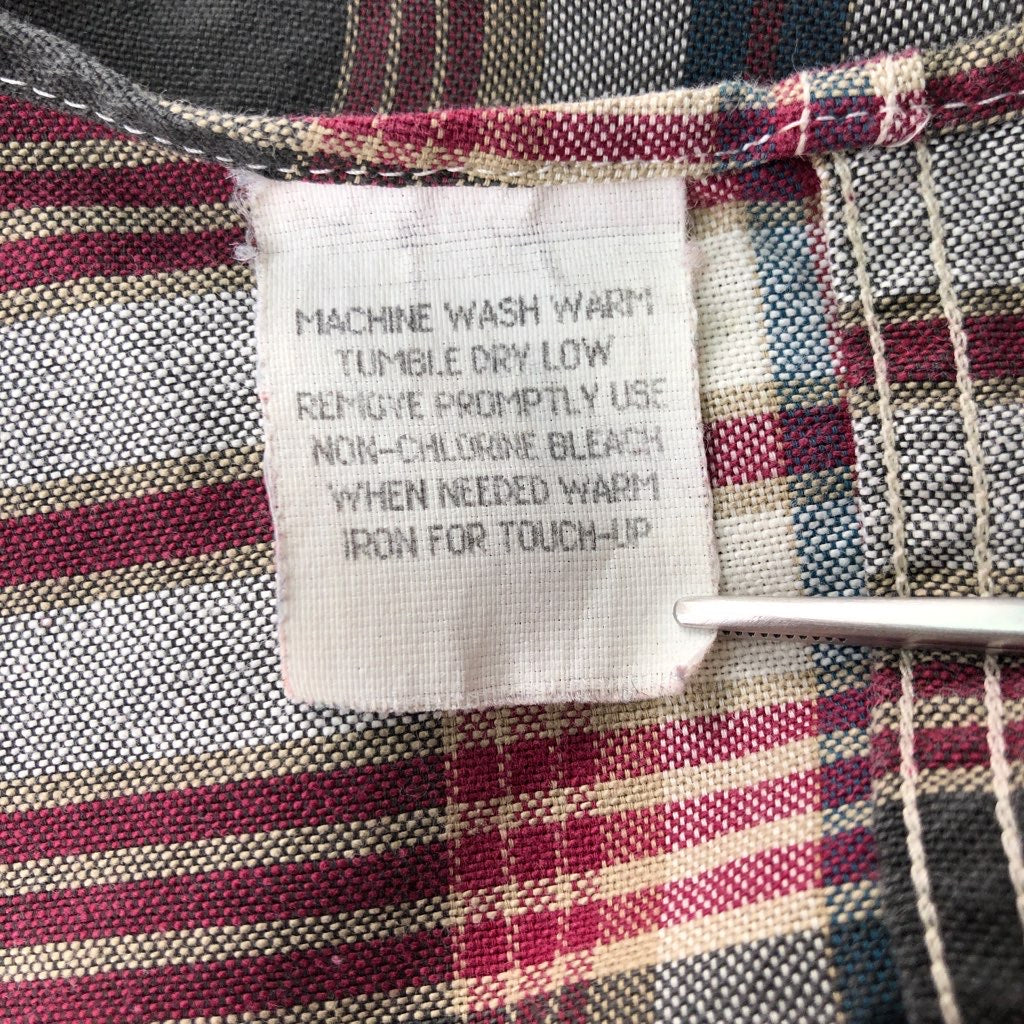 MACHINE WASH WARM
TUMBLE DRY LOW
REMOVE PROMPTLY USE
NON-CHLORINE BLEACH
WHEN NEEDED WARM
IRON FOR TOUCH-UP